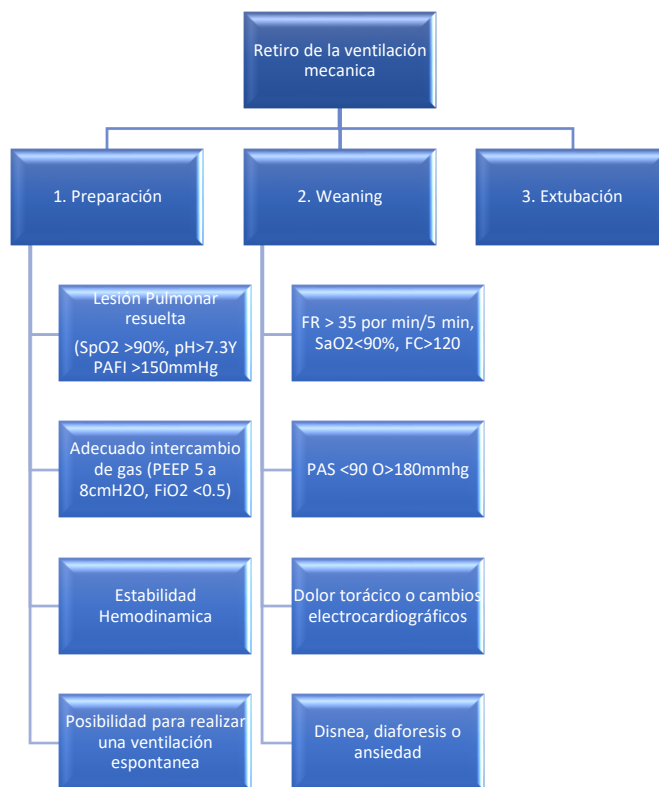 Retiro de la ventilación
mecanica
1. Preparación
2. Weaning
3. Extubación
Lesión Pulmonar
resuelta
(SpO2 >90%, pH>7.3Y
PAFI >150mmHg
FR > 35 por min/5 min,
SaO2<90%, FC>120
Adecuado intercambio
de gas (PEEP 5 a
8cmH2O, FiO2 <0.5)
PAS <90 O>180mmhg
Estabilidad
Hemodinamica
Dolor torácico o cambios
electrocardiográficos
Posibilidad para realizar
una ventilación
espontanea
Disnea, diaforesis o
ansiedad